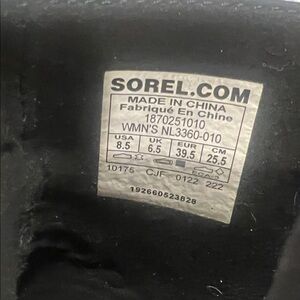 SOREL.COM
MADE IN CHINA
Fabriqué En Chine
1870251010
WMN'S NL3360-010
USA UK EUR CM
8.5 6.5 39.5 25.5
10175 CJF 0122 222
192660523828